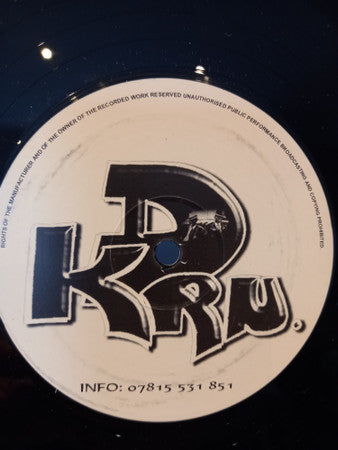 RIGHTS OF THE MANUFACTURER AND OF THE OWNER OF THE RECORDED WORK RESERVED UNAUTHORISED PUBLIC PERFORMANCE BROADCASTING AND COPYING PROHIBITED
D
KRN.
INFO: 07815 531 851